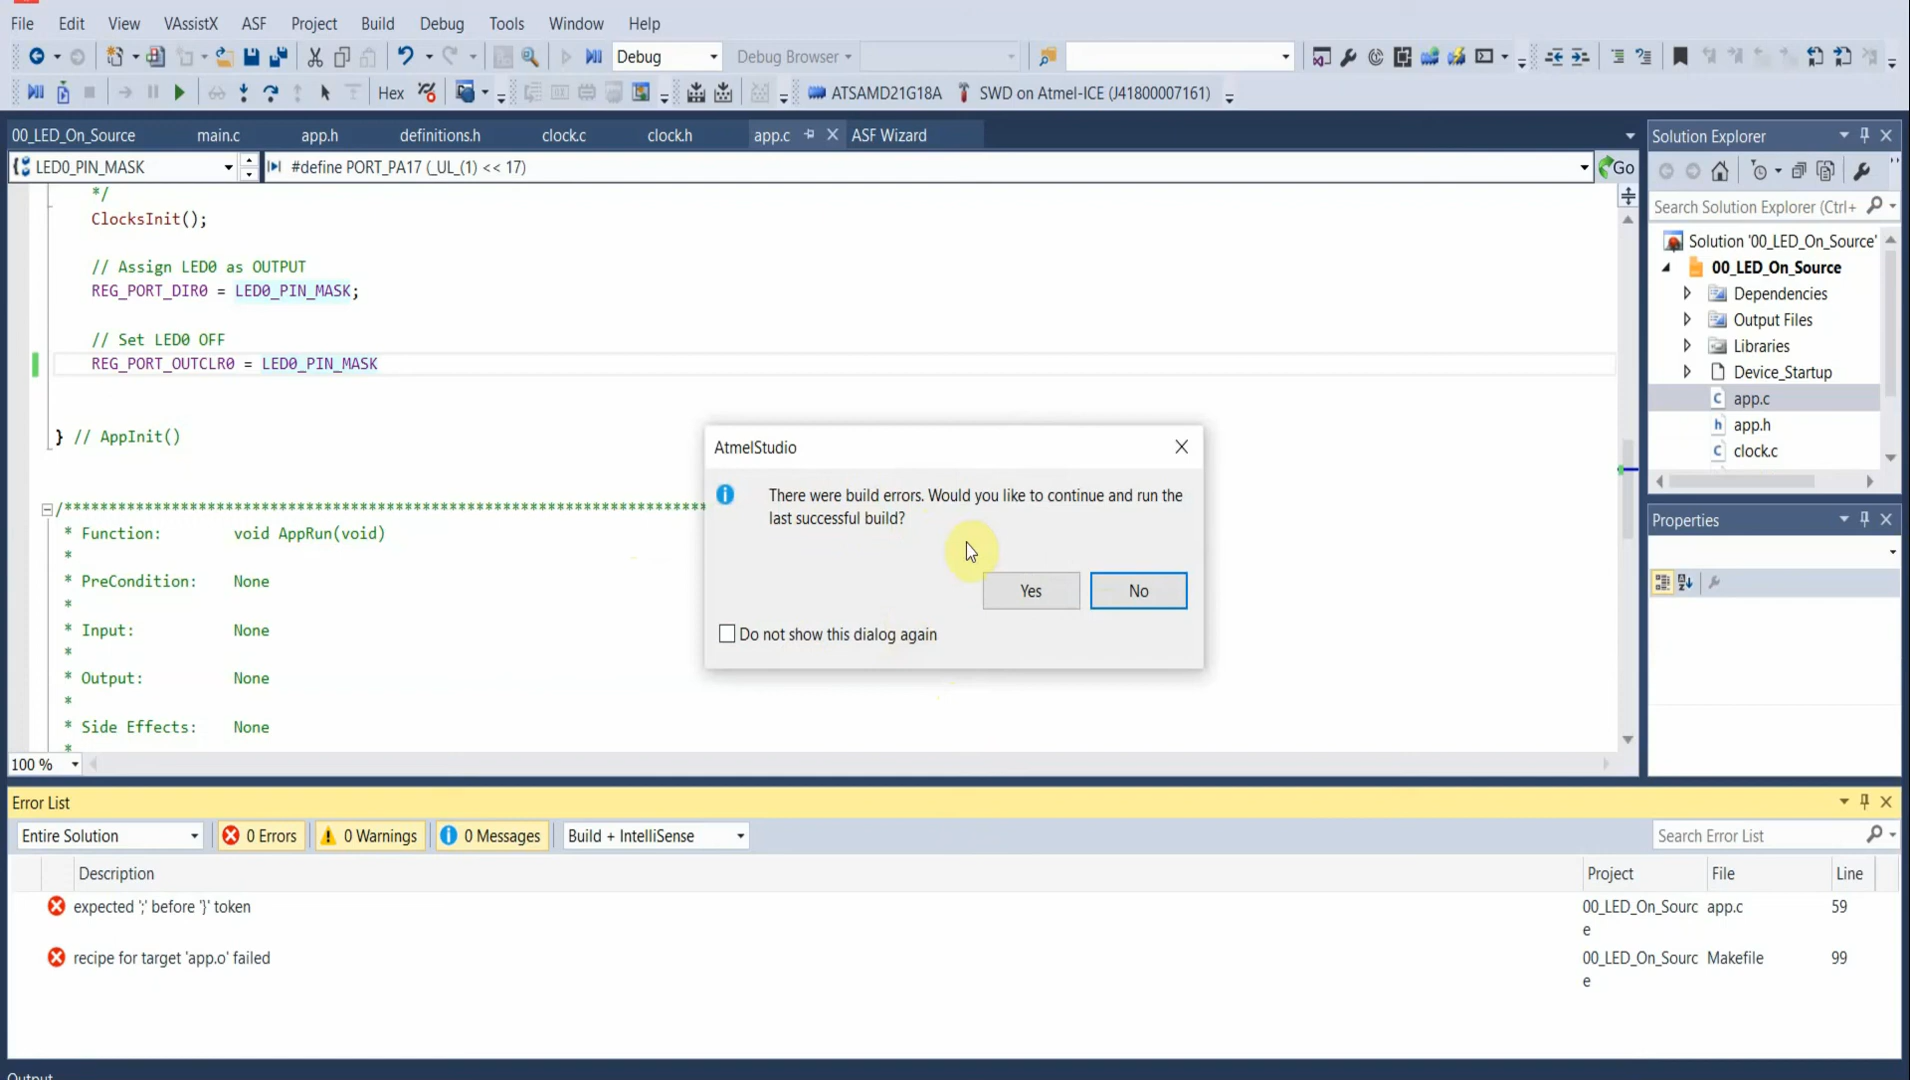 File Edit View VAssistX ASF Project Build Debug Tools Window Help
Debug Debug Browser
Hex ATSAMD21G18A SWD on Atmel-ICE (J41800007161)
00_LED_On_Source main.c app.h definitions.h clock.c clock.h app.c ASF Wizard
LED0_PIN_MASK #define PORT_PA17 (_UL_(1) << 17) Go
*/
ClocksInit();
// Assign LED0 as OUTPUT
REG_PORT_DIR0 = LED0_PIN_MASK;
// Set LED0 OFF
REG_PORT_OUTCLR0 = LED0_PIN_MASK
} // AppInit()
/******************************************************************************
* Function: void AppRun(void)
*
* PreCondition: None
*
* Input: None
*
* Output: None
*
* Side Effects: None
*
100 %
AtmelStudio
There were build errors. Would you like to continue and run the
last successful build?
Yes No
Do not show this dialog again
Solution Explorer
Search Solution Explorer (Ctrl+
Solution '00_LED_On_Source'
00_LED_On_Source
Dependencies
Output Files
Libraries
Device_Startup
app.c
app.h
clock.c
Properties
Error List
Entire Solution 0 Errors 0 Warnings 0 Messages Build + IntelliSense Search Error List
Description Project File Line
expected ';' before '}' token 00_LED_On_Sourc app.c 59
e
recipe for target 'app.o' failed 00_LED_On_Sourc Makefile 99
e
Output